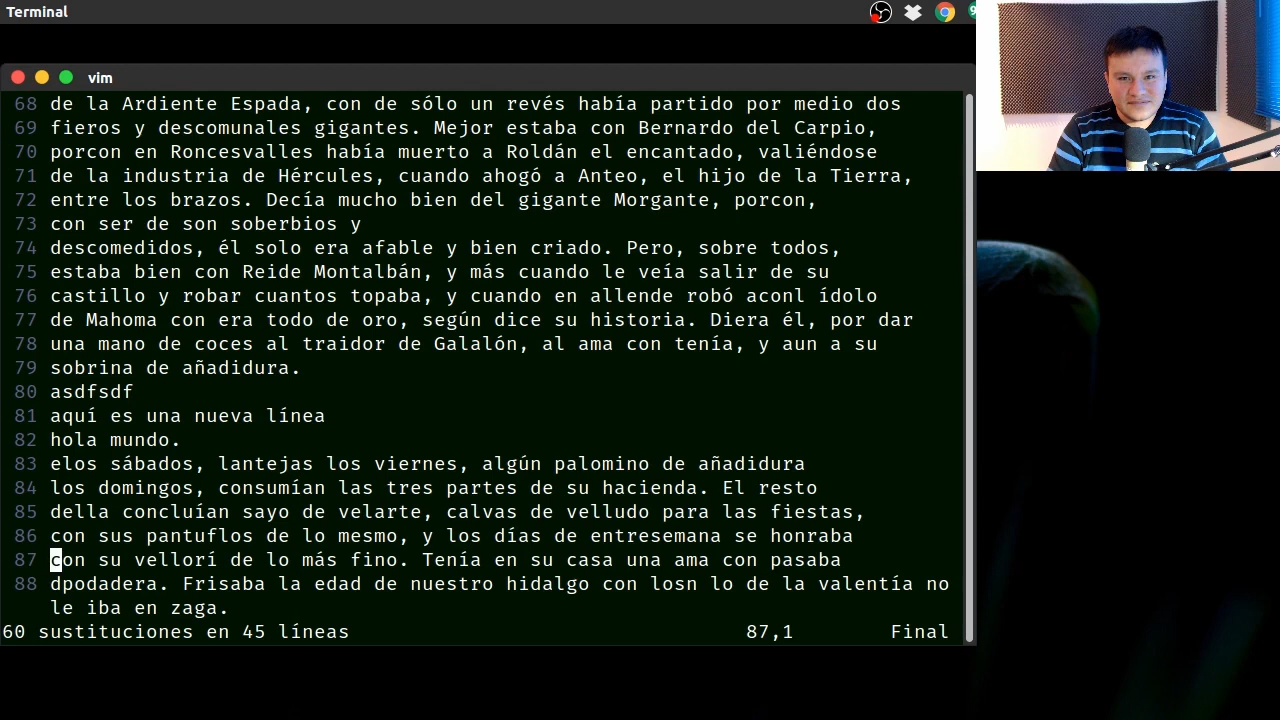 Terminal
vim
68 de la Ardiente Espada, con de sólo un revés había partido por medio dos
69 fieros y descomunales gigantes. Mejor estaba con Bernardo del Carpio,
70 porcon en Roncesvalles había muerto a Roldán el encantado, valiéndose
71 de la industria de Hércules, cuando ahogó a Anteo, el hijo de la Tierra,
72 entre los brazos. Decía mucho bien del gigante Morgante, porcon,
73 con ser de son soberbios y
74 descomedidos, él solo era afable y bien criado. Pero, sobre todos,
75 estaba bien con Reide Montalbán, y más cuando le veía salir de su
76 castillo y robar cuantos topaba, y cuando en allende robó aconl ídolo
77 de Mahoma con era todo de oro, según dice su historia. Diera él, por dar
78 una mano de coces al traidor de Galalón, al ama con tenía, y aun a su
79 sobrina de añadidura.
80 asdfsdf
81 aquí es una nueva línea
82 hola mundo.
83 elos sábados, lantejas los viernes, algún palomino de añadidura
84 los domingos, consumían las tres partes de su hacienda. El resto
85 della concluían sayo de velarte, calvas de velludo para las fiestas,
86 con sus pantuflos de lo mesmo, y los días de entresemana se honraba
87 con su vellorí de lo más fino. Tenía en su casa una ama con pasaba
88 dpodadera. Frisaba la edad de nuestro hidalgo con losn lo de la valentía no
le iba en zaga.
60 sustituciones en 45 líneas 87,1 Final